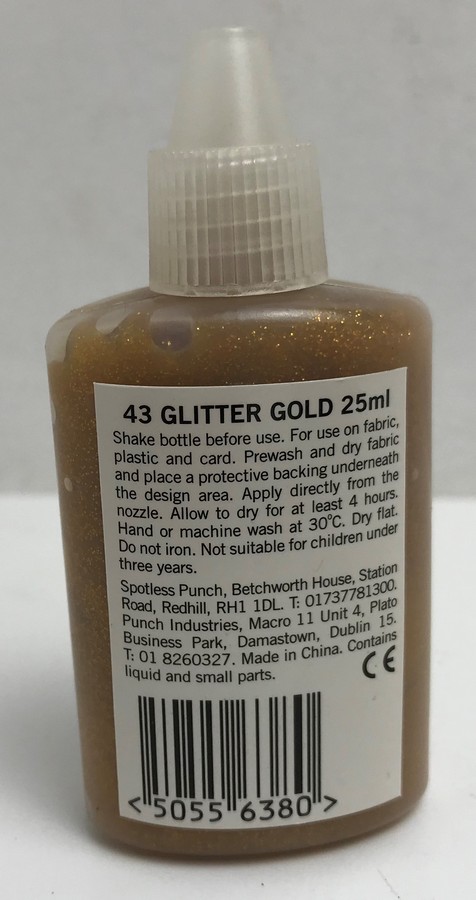 43 GLITTER GOLD 25ml
Shake bottle before use. For use on fabric,
plastic and card. Prewash and dry fabric
and place a protective backing underneath
the design area. Apply directly from the
nozzle. Allow to dry for at least 4 hours.
Hand or machine wash at 30°C. Dry flat.
Do not iron. Not suitable for children under
three years.
Spotless Punch, Betchworth House, Station
Road, Redhill, RH1 1DL. T: 01737781300.
Punch Industries, Macro 11 Unit 4, Plato
Business Park, Damastown, Dublin 15.
T: 01 8260327. Made in China. Contains
liquid and small parts. CE
<5055 6380>